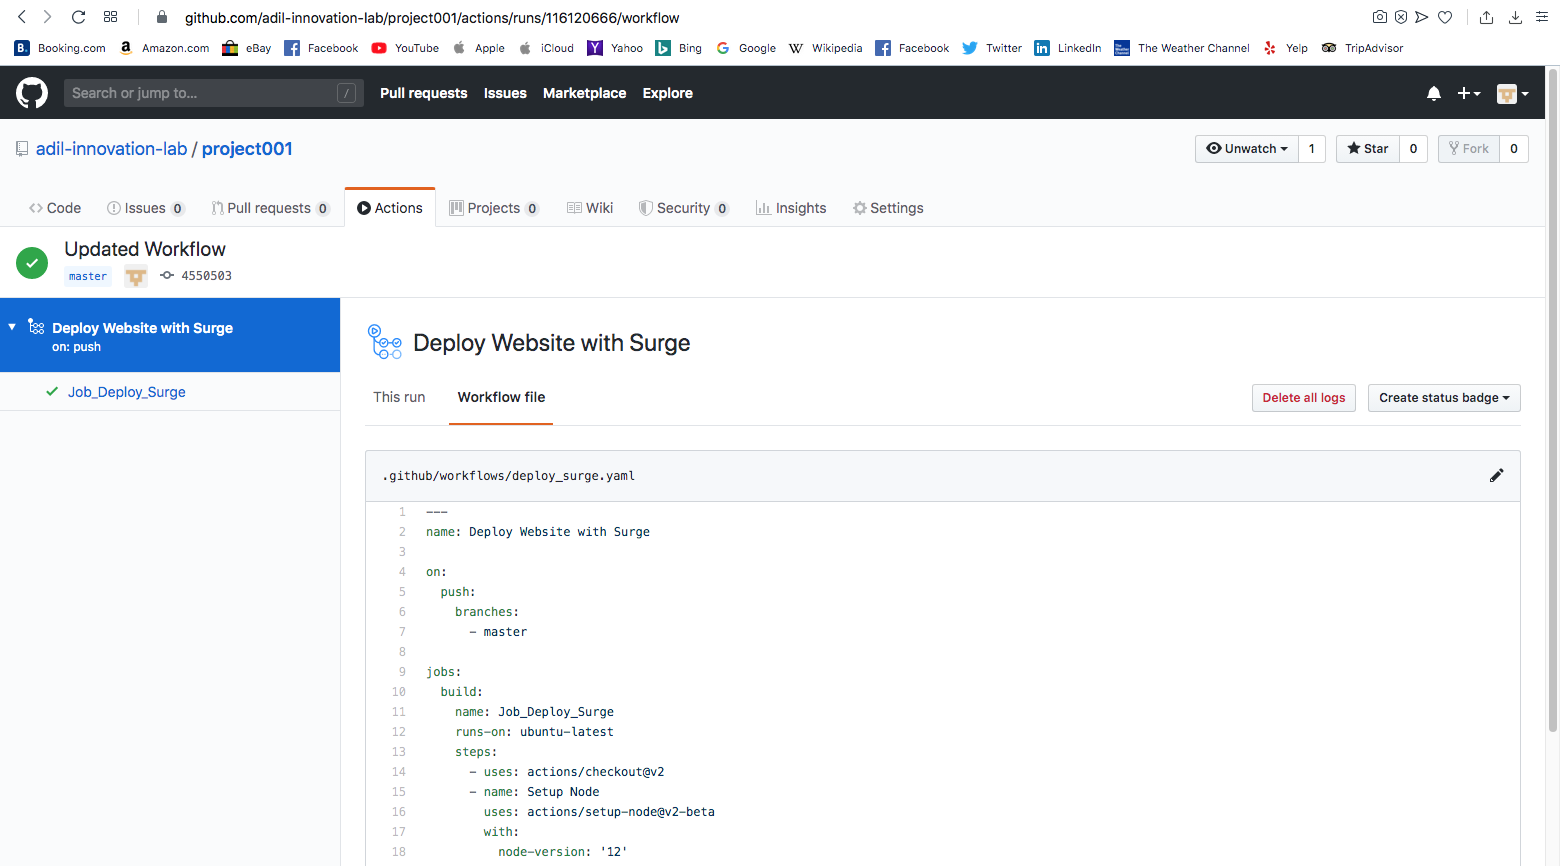 github.com/adil-innovation-lab/project001/actions/runs/116120666/workflow
B. Booking.com a Amazon.com eBay Facebook YouTube Apple iCloud Yahoo Bing Google W Wikipedia Facebook Twitter in LinkedIn The Weather Channel The Weather Channel Yelp TripAdvisor
Search or jump to... / Pull requests Issues Marketplace Explore
adil-innovation-lab / project001 Unwatch 1 Star 0 Fork 0
<> Code Issues 0 Pull requests 0 Actions Projects 0 Wiki Security 0 Insights Settings
Updated Workflow
master 4550503
Deploy Website with Surge
on: push
Job_Deploy_Surge
Deploy Website with Surge
This run Workflow file Delete all logs Create status badge
.github/workflows/deploy_surge.yaml
1 ---
2 name: Deploy Website with Surge
3
4 on:
5 push:
6 branches:
7 - master
8
9 jobs:
10 build:
11 name: Job_Deploy_Surge
12 runs-on: ubuntu-latest
13 steps:
14 - uses: actions/checkout@v2
15 - name: Setup Node
16 uses: actions/setup-node@v2-beta
17 with:
18 node-version: '12'